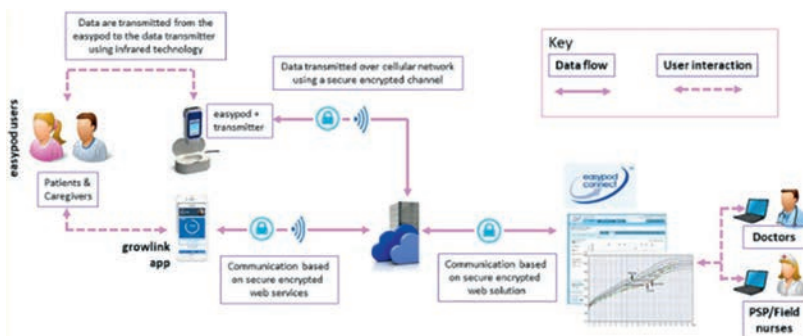 Data are transmitted from the
easypod to the data transmitter
using infrared technology
Data transmitted over cellular network
using a secure encrypted channel
Key
Data flow
User interaction
easypod users
easypod +
transmitter
Patients &
Caregivers
growlink
app
Communication based
on secure encrypted
web services
easypod
connect
Communication based
on secure encrypted
web solution
Doctors
PSP/Field
nurses